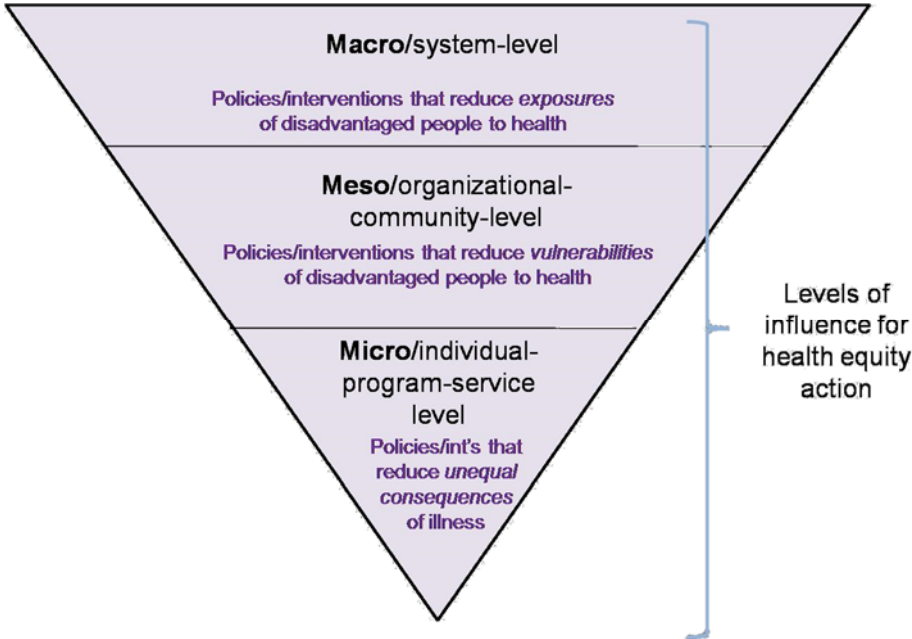 Macro/system-level
Policies/interventions that reduce exposures
of disadvantaged people to health
Meso/organizational-
community-level
Policies/interventions that reduce vulnerabilities
of disadvantaged people to health
Micro/individual-
program-service
level
Policies/int's that
reduce unequal
consequences
of illness
Levels of
influence for
health equity
action